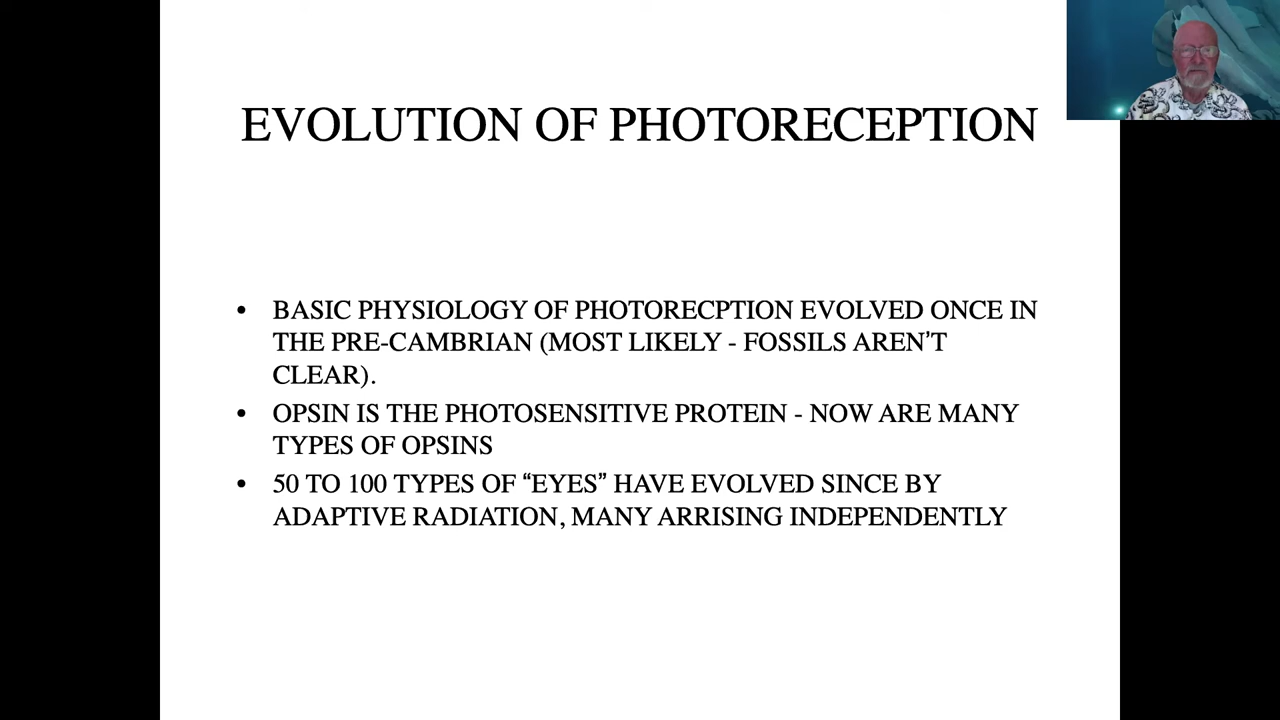 EVOLUTION OF PHOTORECEPTION
• BASIC PHYSIOLOGY OF PHOTORECPTION EVOLVED ONCE IN
THE PRE-CAMBRIAN (MOST LIKELY - FOSSILS AREN’T
CLEAR).
• OPSIN IS THE PHOTOSENSITIVE PROTEIN - NOW ARE MANY
TYPES OF OPSINS
• 50 TO 100 TYPES OF “EYES” HAVE EVOLVED SINCE BY
ADAPTIVE RADIATION, MANY ARRISING INDEPENDENTLY